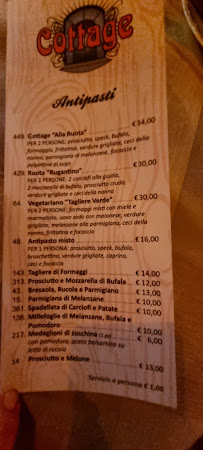 Cottage
Antipasti
449. Cottage "Alla Ruota" € 34,00
PER 2 PERSONE: prosciutto, speck, bufala,
formaggio, frittatina, verdure grigliate, ceci della
nonna, parmigiana di melanzane, focaccia e
polpettine al sugo
429. Ruota "Rugantino" € 30,00
PER 2 PERSONE: 2 carciofi alla giudia,
2 mozzarelle di bufala, prosciutto crudo,
verdure grigliate e ceci della nonna
64. Vegetariano "Tagliere Verde" € 30,00
PER 2 PERSONE: formaggi misti con miele e
marmellata, uovo sodo con maionese, verdure
grigliate, melanzane alla parmigiana, ceci della
nonna, frittatina e focaccia
48. Antipasto misto € 16,00
prosciutto, speck, bufala,
bruschettina, verdure grigliate, caprino,
ceci e focaccia
143. Tagliere di Formaggi € 14,00
313. Prosciutto e Mozzarella di Bufala € 12,00
43. Bresaola, Rucola e Parmigiano € 13,00
15. Parmigiana di Melanzane € 10,00
361. Spadellata di Carciofi e Patate € 10,00
136. Millefoglie di Melanzane, Bufala e
Pomodoro € 10,00
217. Medaglioni di zucchina € 6,00
con pomodoro, aceto balsamico su
letto di rucola
14 Prosciutto e Melone € 13,00
Servizio a persona € 1,00